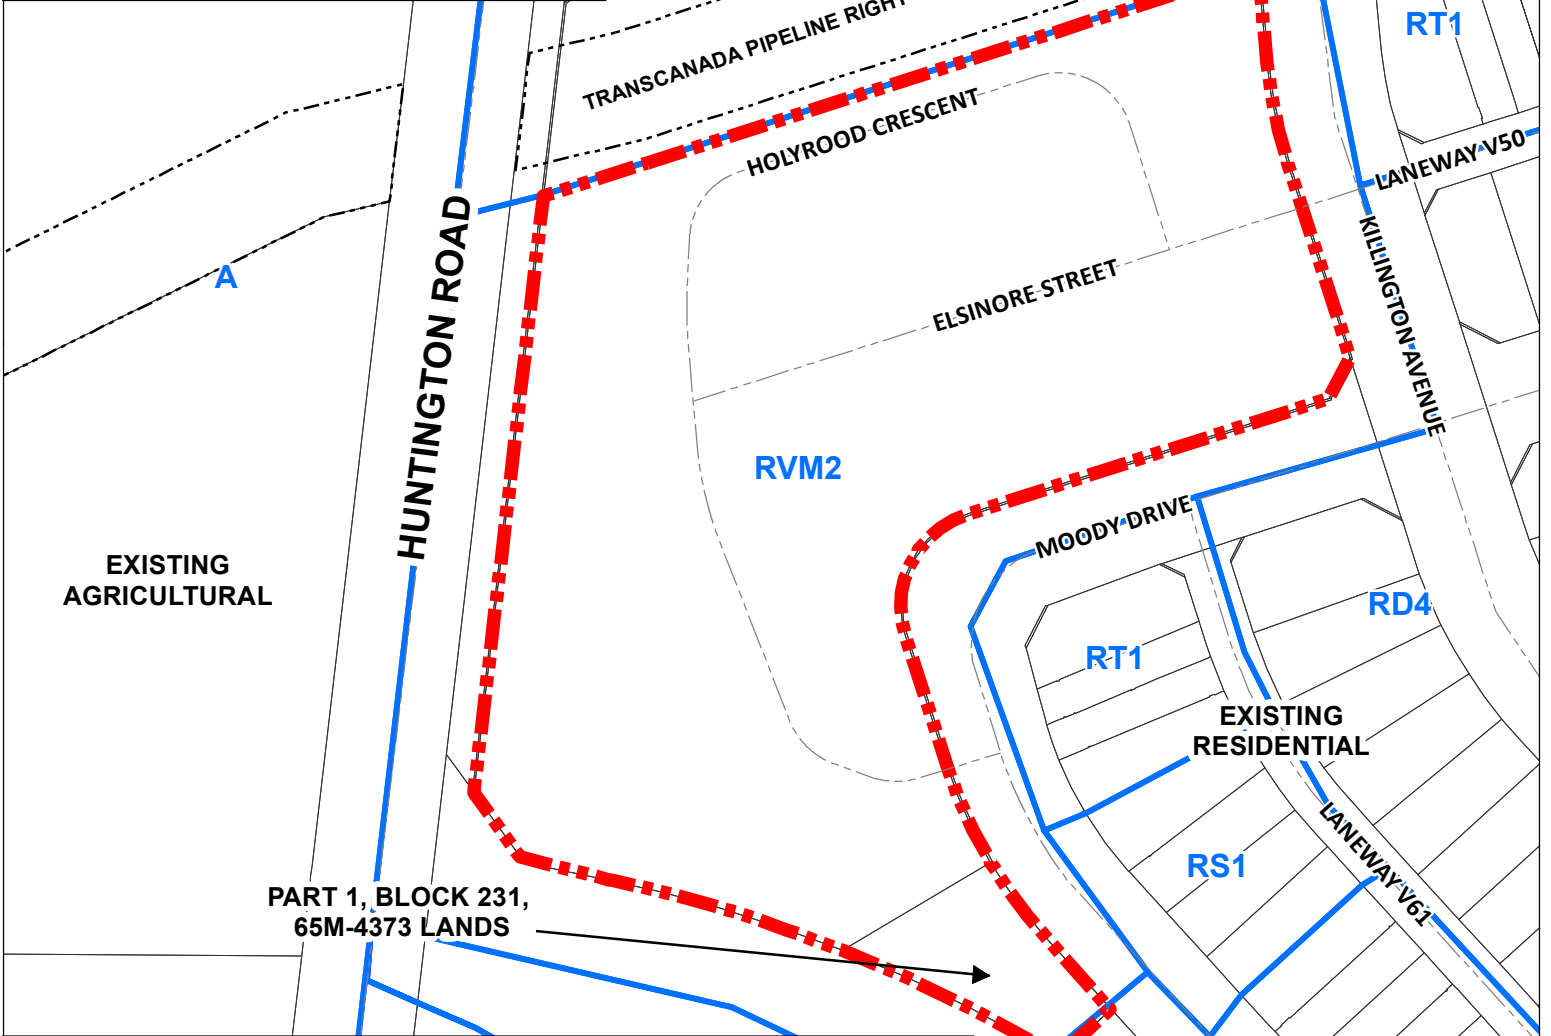 TRANSCANADA PIPELINE RIGHT
RT1
HOLYROOD CRESCENT
LANEWAY V50
HUNTINGTON ROAD
A
ELSINORE STREET
KILLINGTON AVENUE
RVM2
MOODY DRIVE
EXISTING
AGRICULTURAL
RD4
RT1
EXISTING
RESIDENTIAL
RS1
LANEWAY V61
PART 1, BLOCK 231,
65M-4373 LANDS